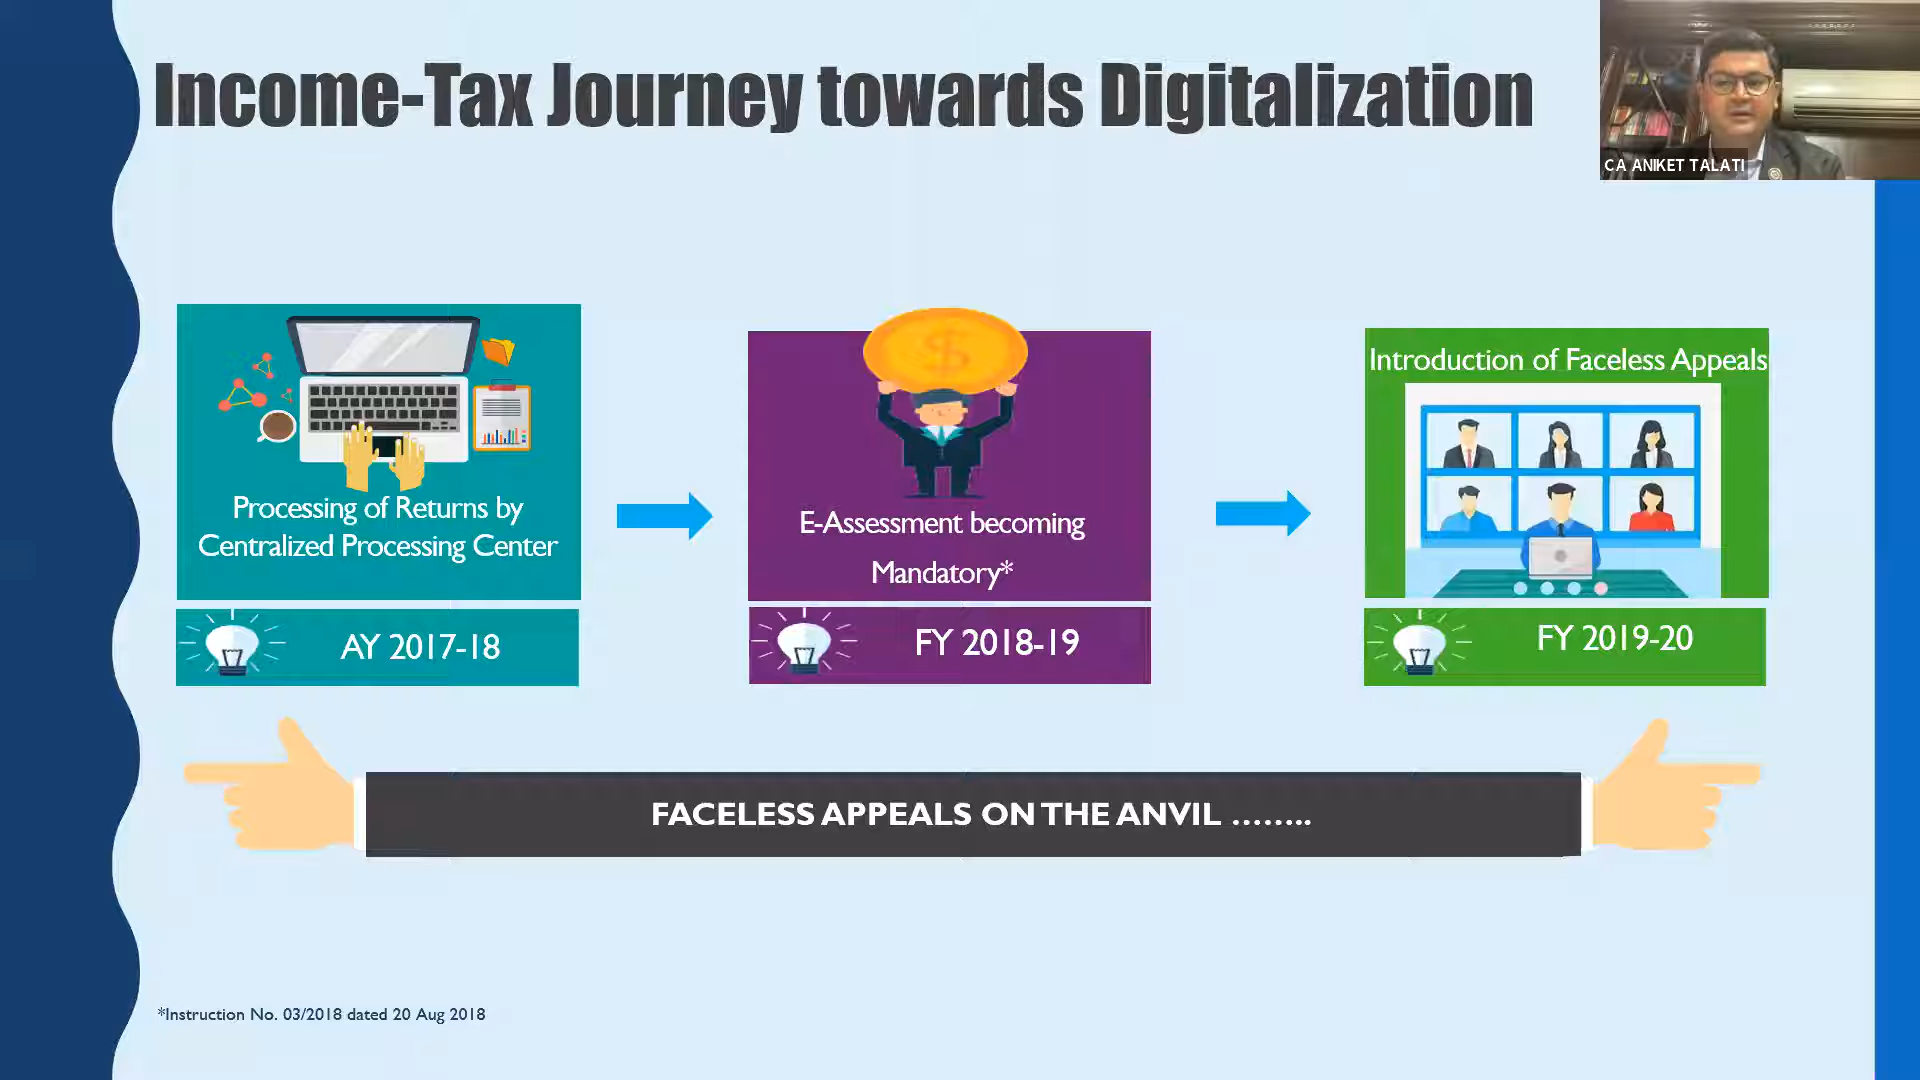 Income-Tax Journey towards Digitalization
CA ANIKET TALATI
Processing of Returns by
Centralized Processing Center
AY 2017-18
$
E-Assessment becoming
Mandatory*
FY 2018-19
Introduction of Faceless Appeals
FY 2019-20
FACELESS APPEALS ON THE ANVIL ........
*Instruction No. 03/2018 dated 20 Aug 2018